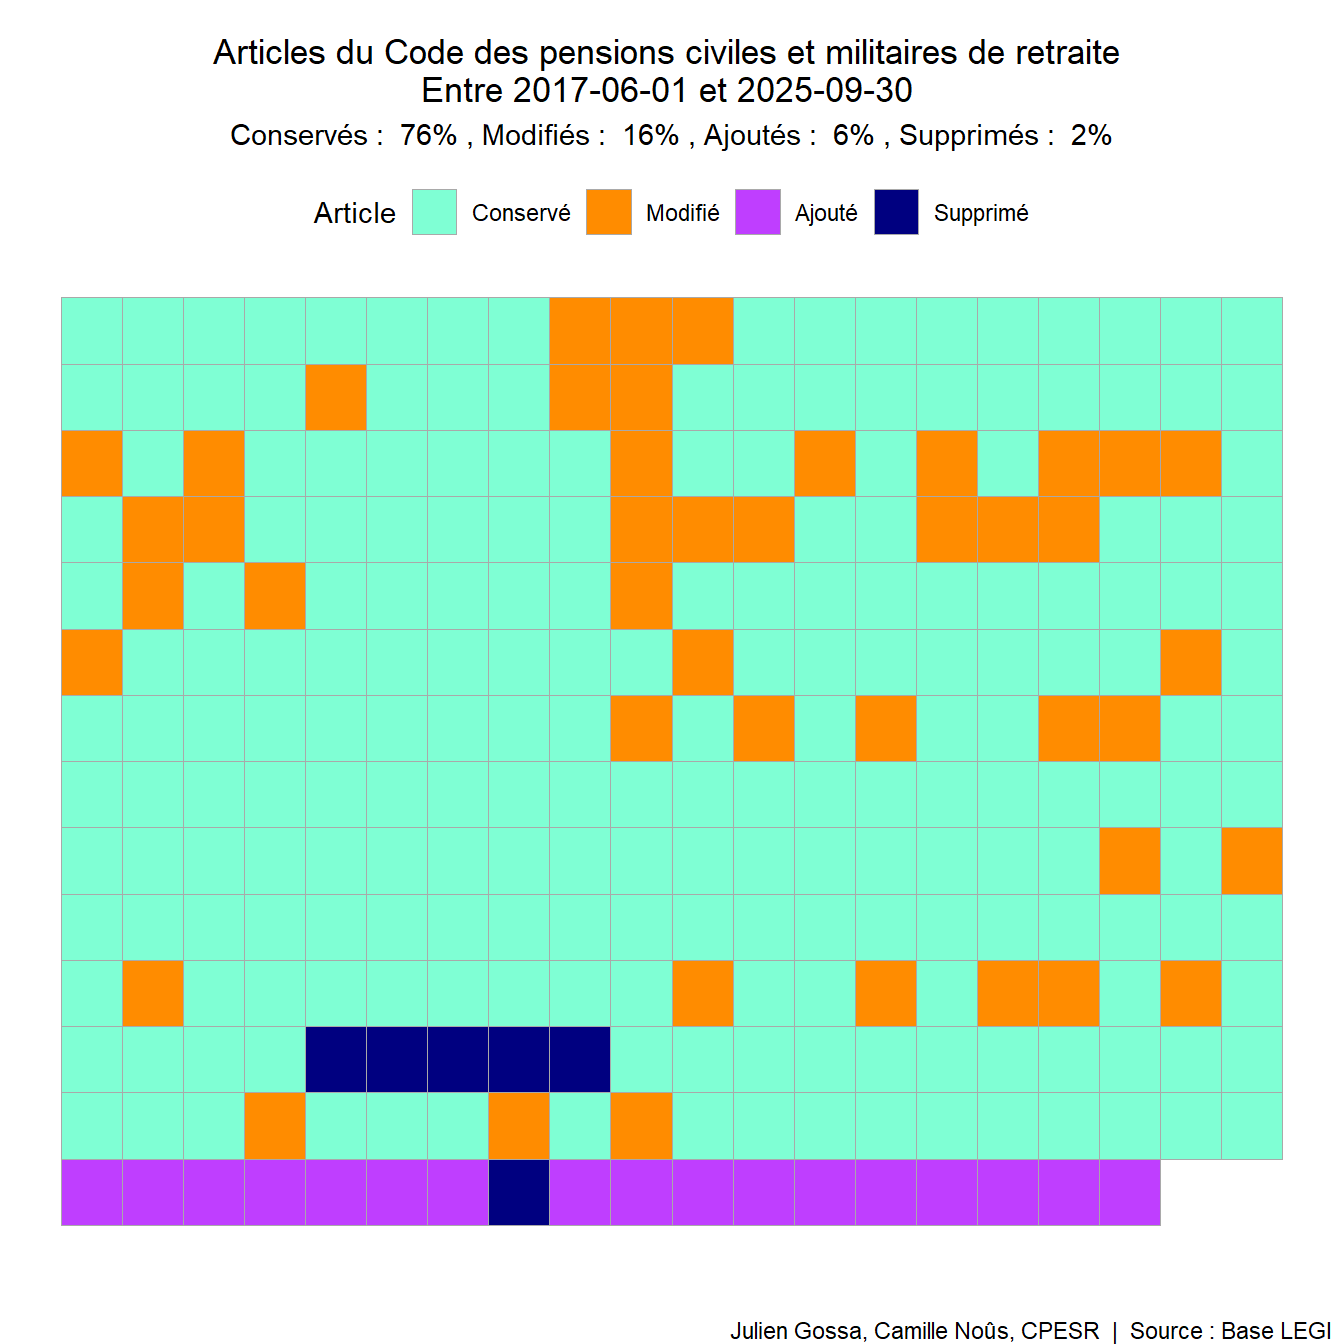 Articles du Code des pensions civiles et militaires de retraite
Entre 2017-06-01 et 2025-09-30
Conservés :  76% , Modifiés :  16% , Ajoutés :  6% , Supprimés :  2%
Article Conservé Modifié Ajouté Supprimé
Julien Gossa, Camille Noûs, CPESR | Source : Base LEGI